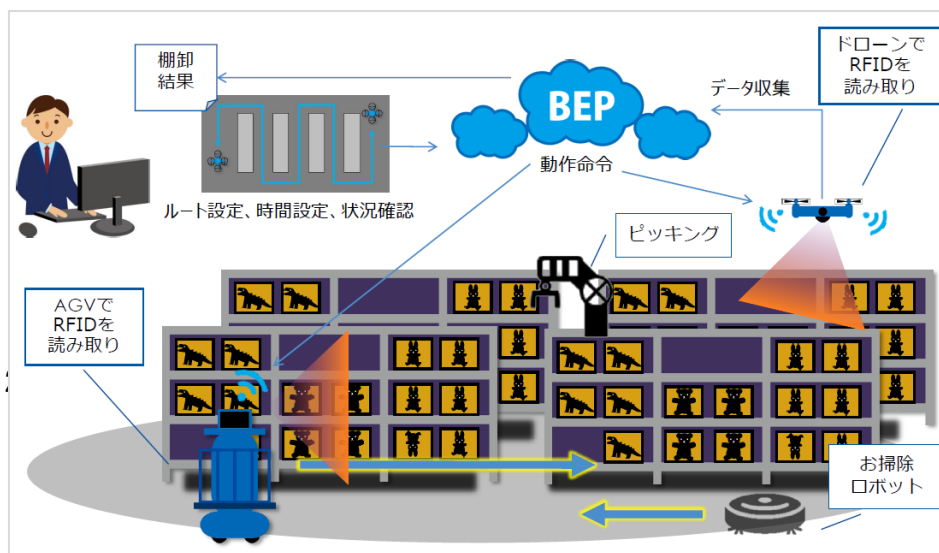 棚卸
結果
BEP
データ収集
ドローンで
RFIDを
読み取り
動作命令
ルート設定、時間設定、状況確認
ピッキング
AGVで
RFIDを
読み取り
お掃除
ロボット